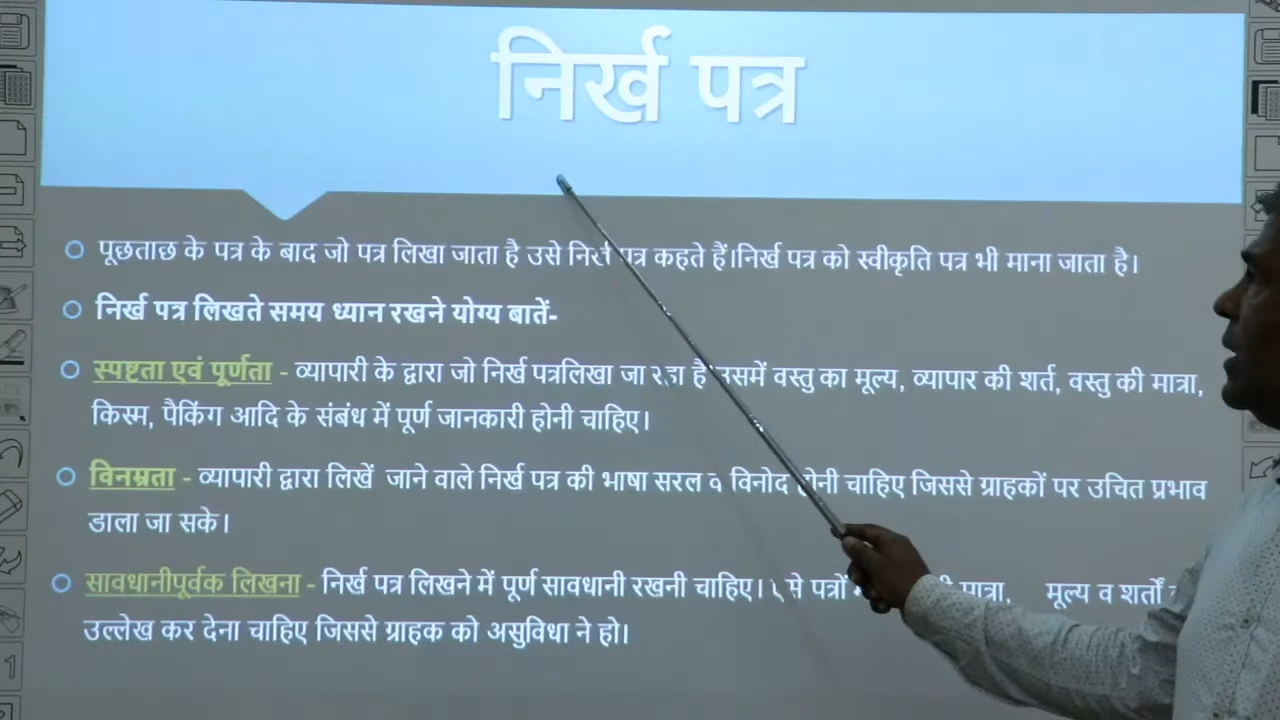 निर्ख पत्र
पूछताछ के पत्र के बाद जो पत्र लिखा जाता है उसे निर्ख पत्र कहते हैं।निर्ख पत्र को स्वीकृति पत्र भी माना जाता है।
निर्ख पत्र लिखते समय ध्यान रखने योग्य बातें-
स्पष्टता एवं पूर्णता - व्यापारी के द्वारा जो निर्ख पत्रलिखा जा रहा है उसमें वस्तु का मूल्य, व्यापार की शर्त, वस्तु की मात्रा,
किस्म, पैकिंग आदि के संबंध में पूर्ण जानकारी होनी चाहिए।
विनम्रता - व्यापारी द्वारा लिखें जाने वाले निर्ख पत्र की भाषा सरल व विनोद होनी चाहिए जिससे ग्राहकों पर उचित प्रभाव
डाला जा सके।
सावधानीपूर्वक लिखना - निर्ख पत्र लिखने में पूर्ण सावधानी रखनी चाहिए। पत्रों मात्रा, मूल्य व शर्तों
उल्लेख कर देना चाहिए जिससे ग्राहक को असुविधा ने हो।
1